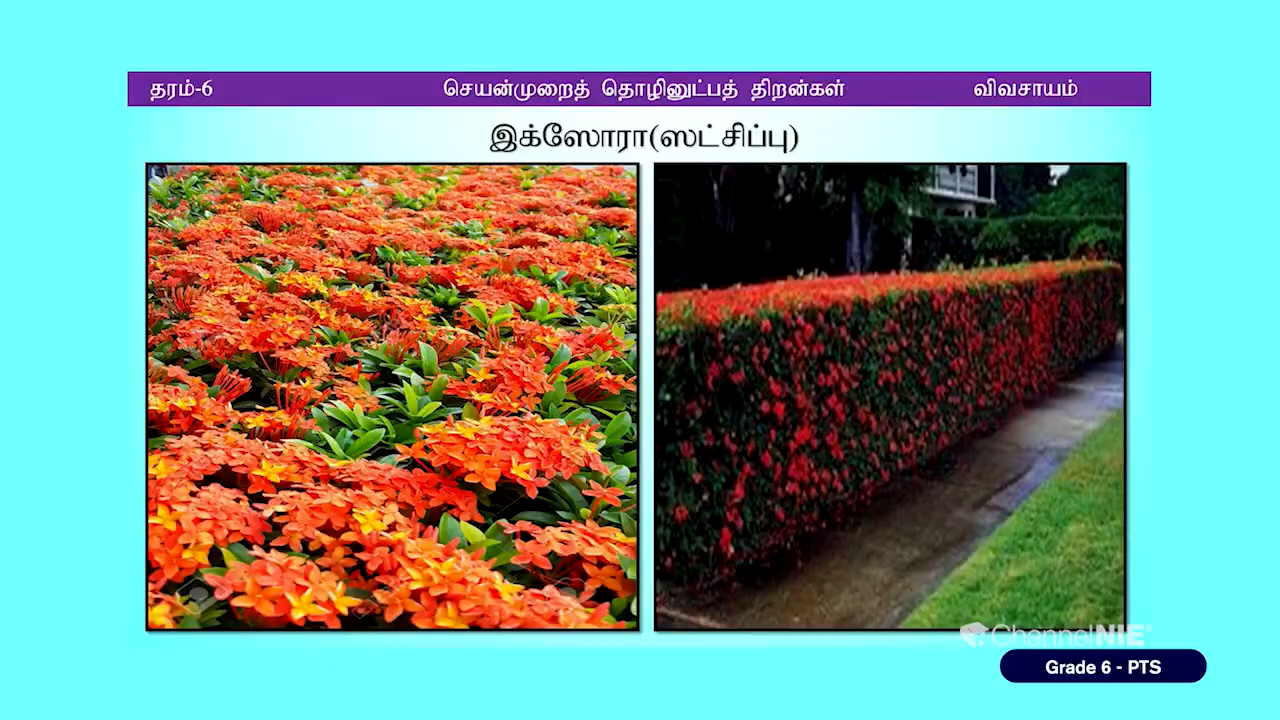 தரம்-6 செயன்முறைத் தொழினுட்பத் திறன்கள் விவசாயம்
இக்ஸோரா(ஸட்சிப்பு)
ChannelNIE
Grade 6 - PTS